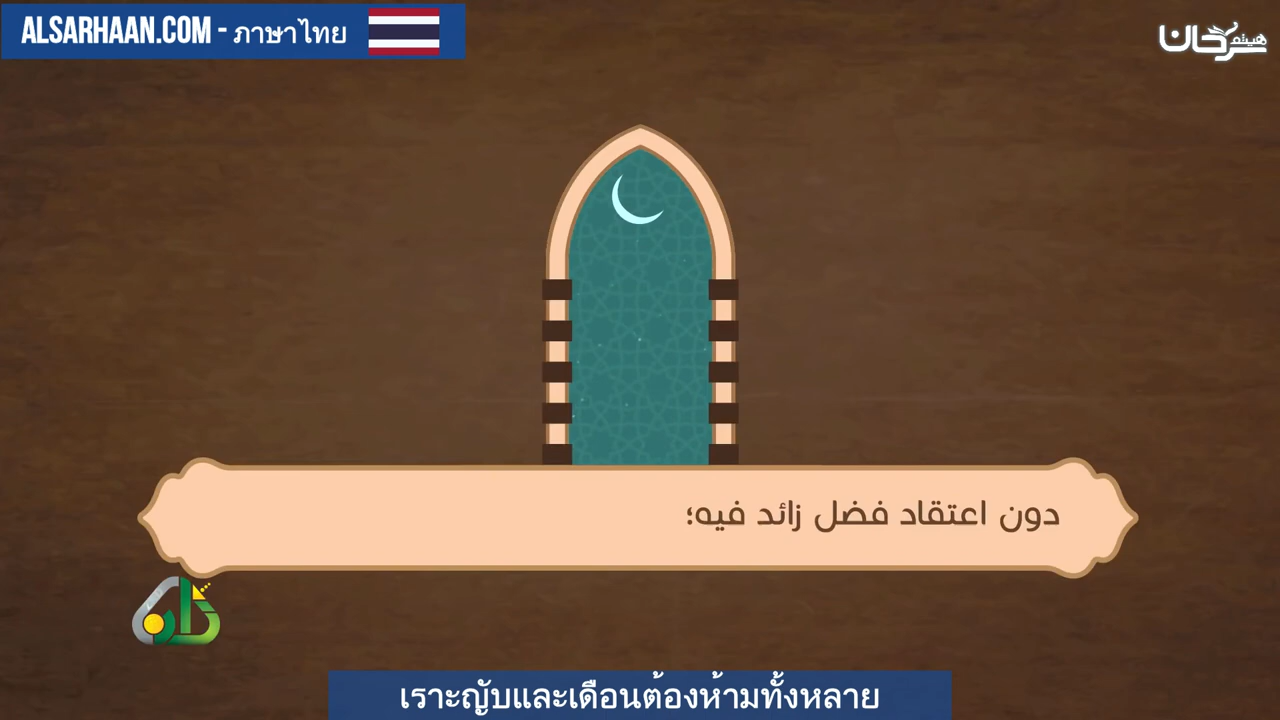 ALSARHAAN.COM - ภาษาไทย
هيثم سرحان
دون اعتقاد فضل زائد فيه؛
เราะญับและเดือนต้องห้ามทั้งหลาย